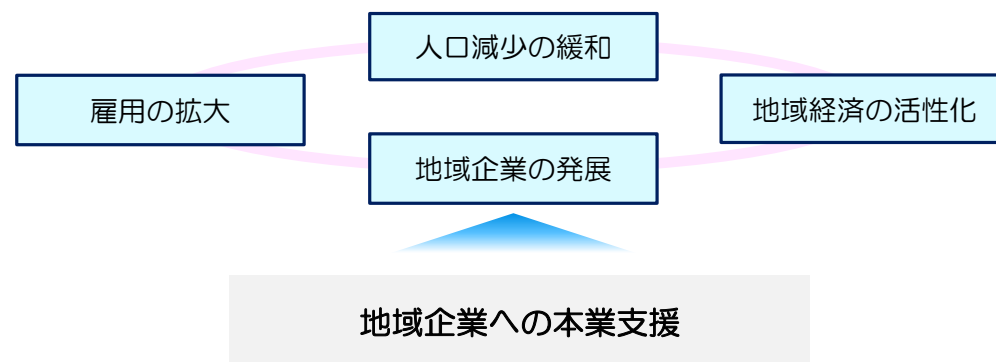 人口減少の緩和
雇用の拡大
地域経済の活性化
地域企業の発展
地域企業への本業支援